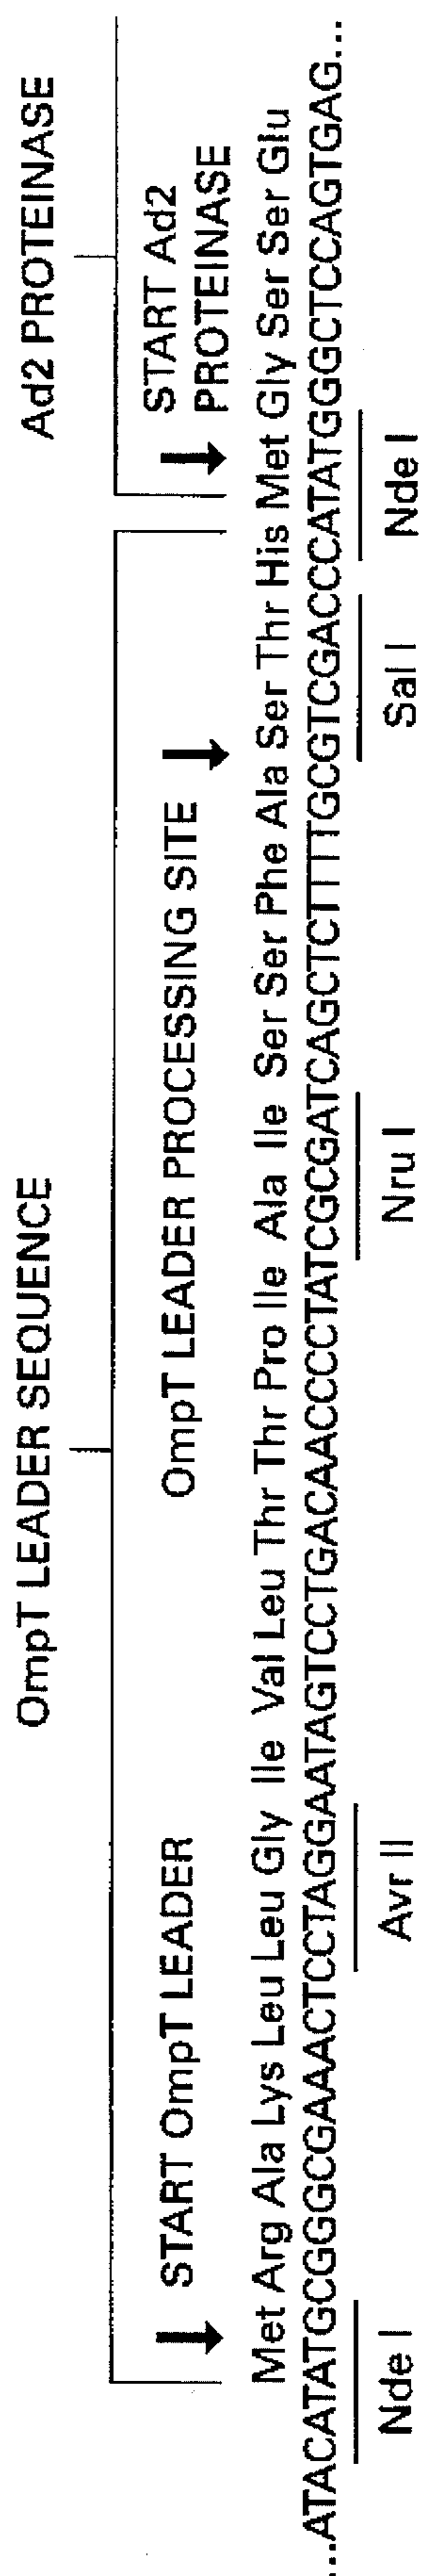 OmpT LEADER SEQUENCE
Ad2 PROTEINASE
START OmpT LEADER
OmpT LEADER PROCESSING SITE
START Ad2
PROTEINASE
Met Arg Ala Lys Leu Leu Gly Ile Val Leu Thr Thr Pro Ile Ala Ile Ser Ser Phe Ala Ser Thr His Met Gly Ser Ser Glu
...ATACATATGCGGGCGAAACTCCTAGGAATAGTCCTGACAACCCCTATCGCGATCAGCTCTTTTGCGTCGACCCATATGGGCTCCAGTGAG...
Nde I
Avr II
Nru I
Sal I
Nde I